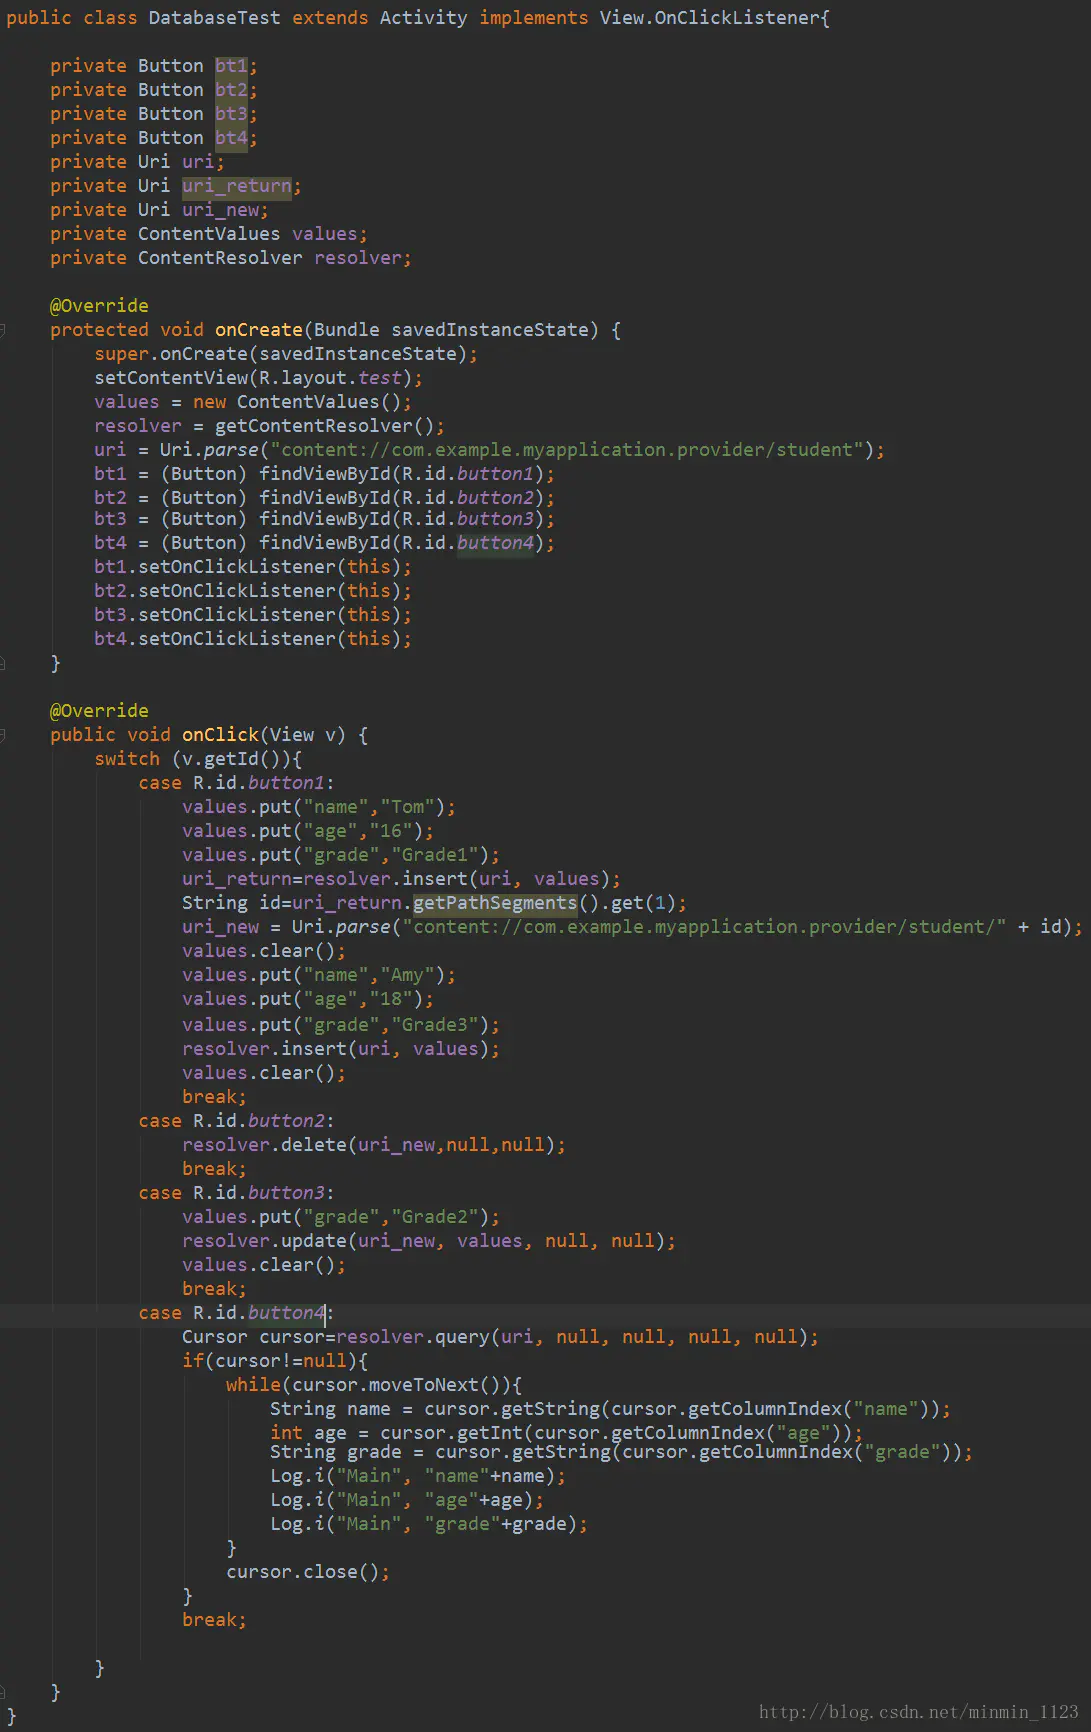 public class DatabaseTest extends Activity implements View.OnClickListener{
private Button bt1;
private Button bt2;
private Button bt3;
private Button bt4;
private Uri uri;
private Uri uri_return;
private Uri uri_new;
private ContentValues values;
private ContentResolver resolver;
@Override
protected void onCreate(Bundle savedInstanceState) {
super.onCreate(savedInstanceState);
setContentView(R.layout.test);
values = new ContentValues();
resolver = getContentResolver();
uri = Uri.parse("content://com.example.myapplication.provider/student");
bt1 = (Button) findViewById(R.id.button1);
bt2 = (Button) findViewById(R.id.button2);
bt3 = (Button) findViewById(R.id.button3);
bt4 = (Button) findViewById(R.id.button4);
bt1.setOnClickListener(this);
bt2.setOnClickListener(this);
bt3.setOnClickListener(this);
bt4.setOnClickListener(this);
}
@Override
public void onClick(View v) {
switch (v.getId()){
case R.id.button1:
values.put("name","Tom");
values.put("age","16");
values.put("grade","Grade1");
uri_return=resolver.insert(uri, values);
String id=uri_return.getPathSegments().get(1);
uri_new = Uri.parse("content://com.example.myapplication.provider/student/" + id);
values.clear();
values.put("name","Amy");
values.put("age","18");
values.put("grade","Grade3");
resolver.insert(uri, values);
values.clear();
break;
case R.id.button2:
resolver.delete(uri_new,null,null);
break;
case R.id.button3:
values.put("grade","Grade2");
resolver.update(uri_new, values, null, null);
values.clear();
break;
case R.id.button4:
Cursor cursor=resolver.query(uri, null, null, null, null);
if(cursor!=null){
while(cursor.moveToNext()){
String name = cursor.getString(cursor.getColumnIndex("name"));
int age = cursor.getInt(cursor.getColumnIndex("age"));
String grade = cursor.getString(cursor.getColumnIndex("grade"));
Log.i("Main", "name"+name);
Log.i("Main", "age"+age);
Log.i("Main", "grade"+grade);
}
cursor.close();
}
break;
}
}
}
http://blog.csdn.net/minmin_1123